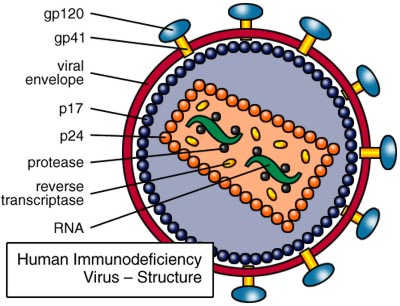 gp120
gp41
viral
envelope
p17
p24
protease
reverse
transcriptase
RNA
Human Immunodeficiency
Virus – Structure